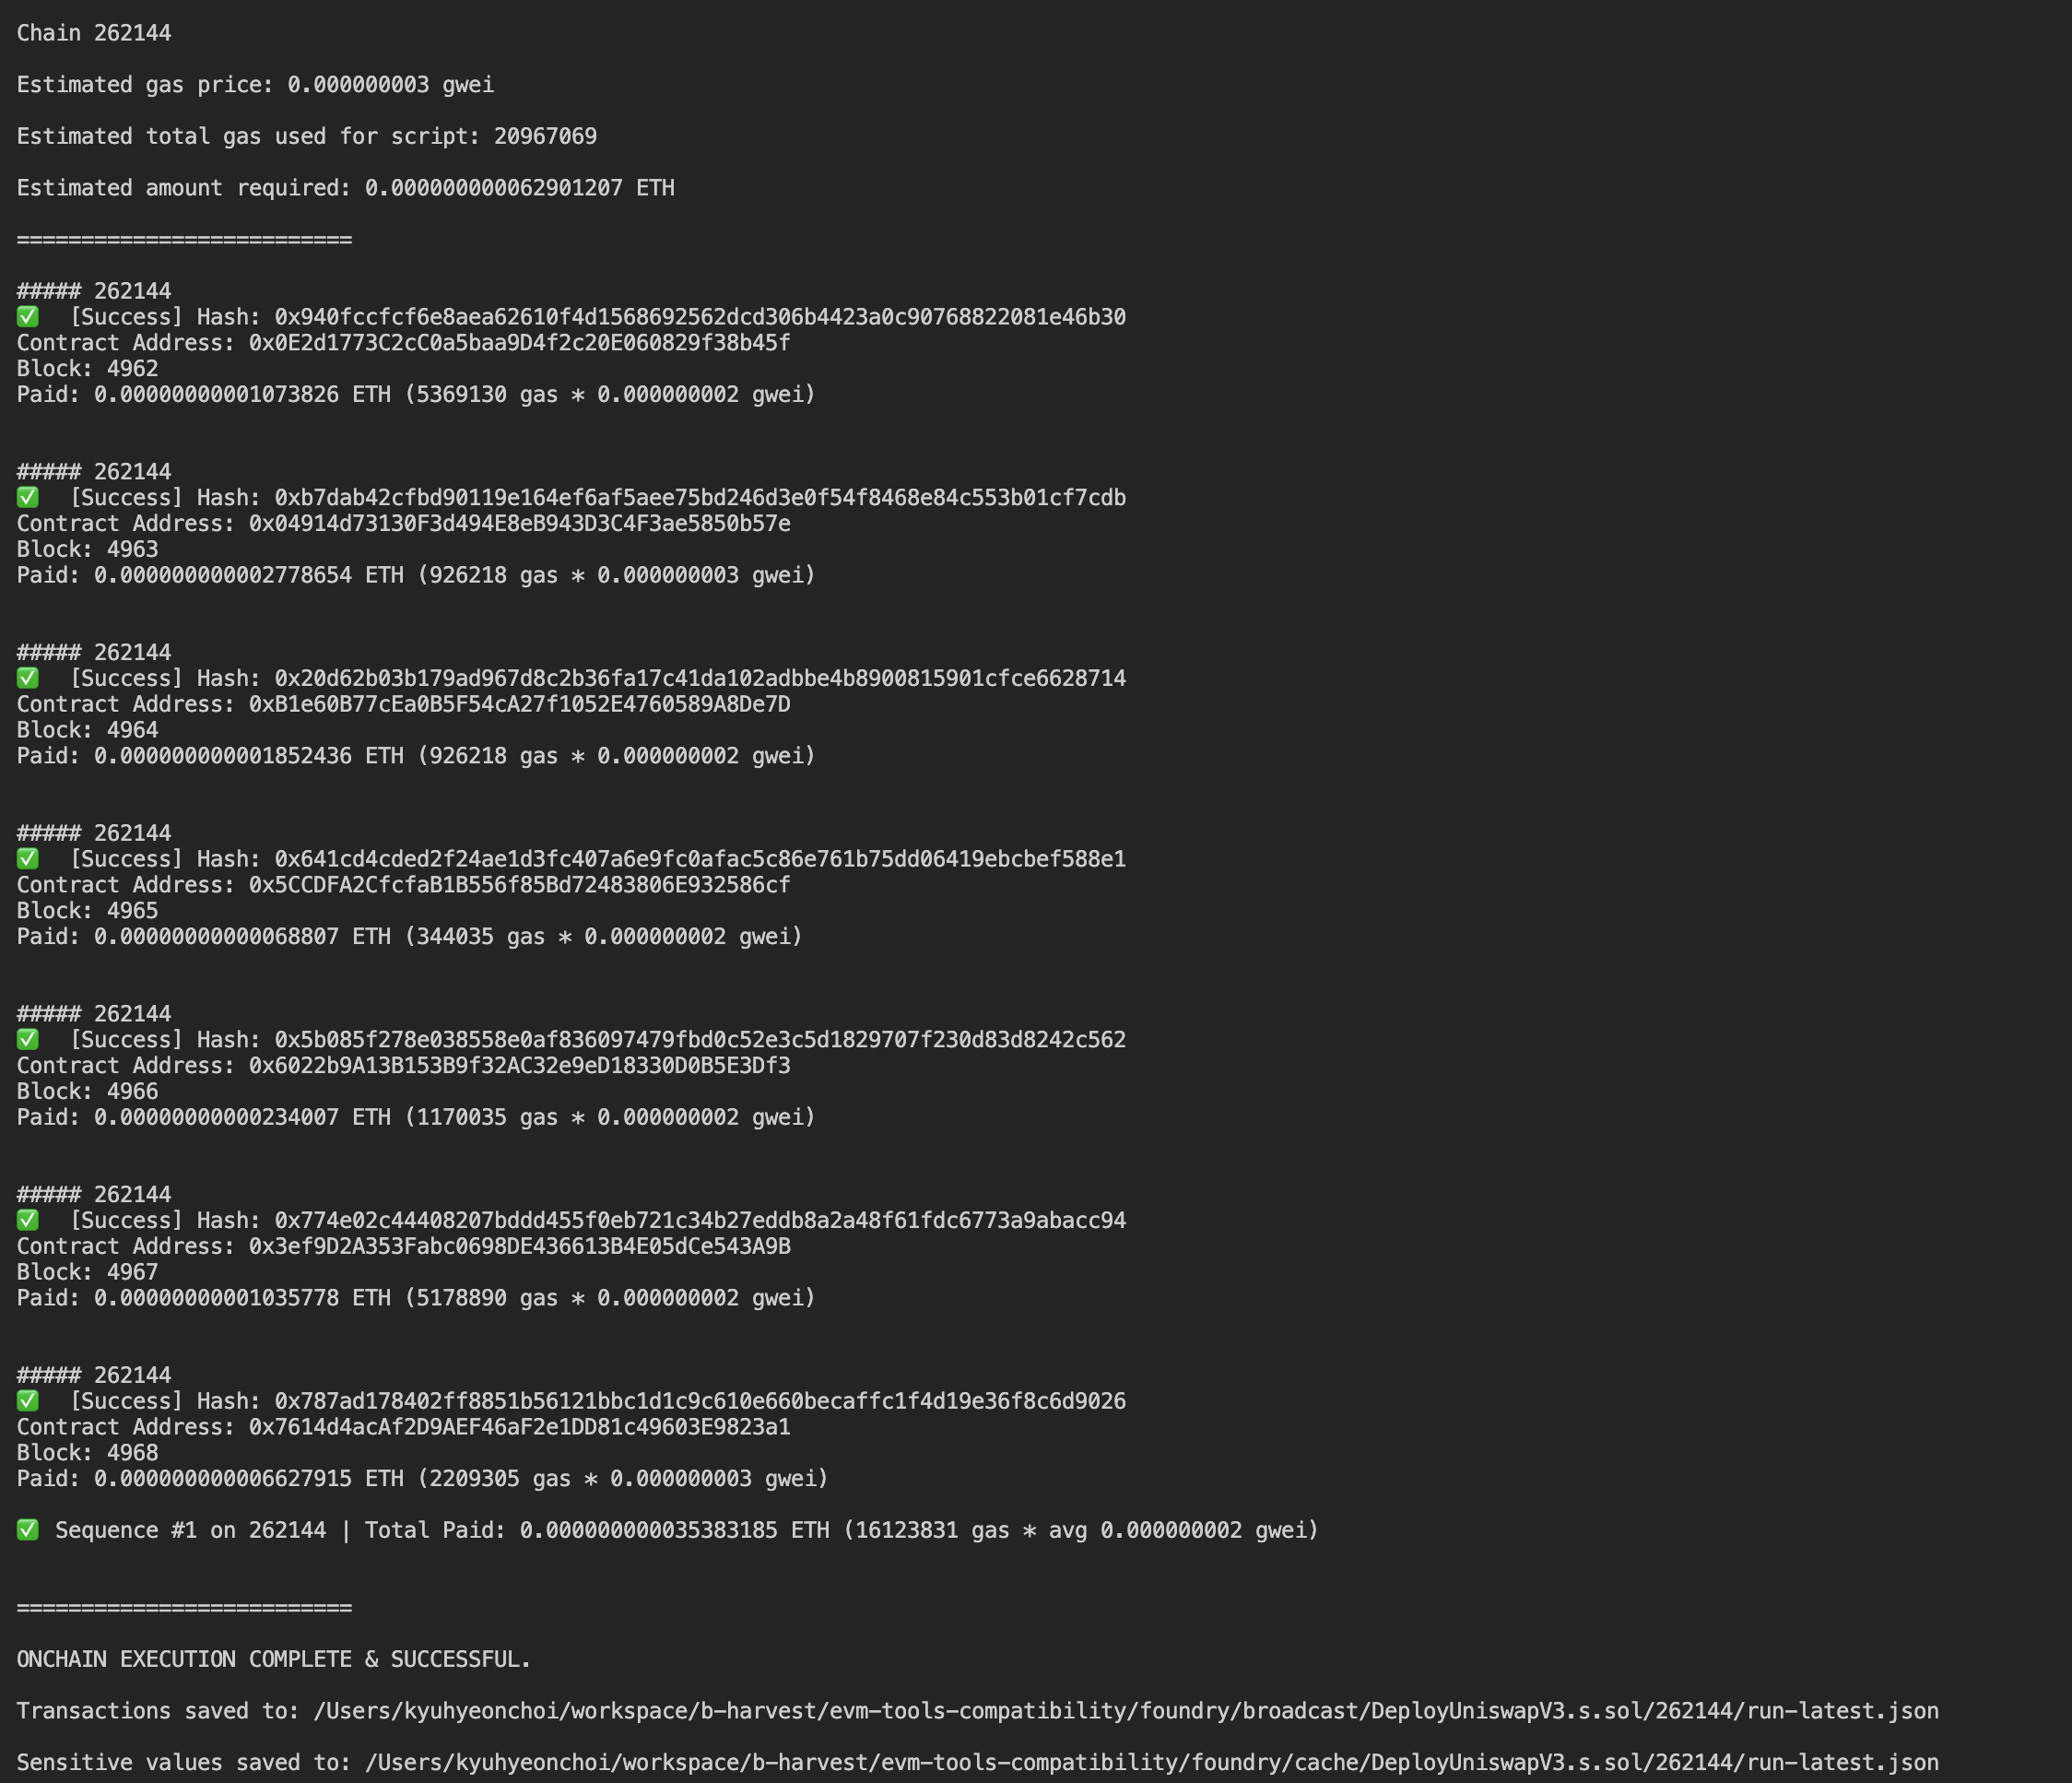 Chain 262144
Estimated gas price: 0.000000003 gwei
Estimated total gas used for script: 20967069
Estimated amount required: 0.000000000062901207 ETH
==========================
##### 262144
✅ [Success] Hash: 0x940fccfcf6e8aea62610f4d1568692562dcd306b4423a0c90768822081e46b30
Contract Address: 0x0E2d1773C2cC0a5baa9D4f2c20E060829f38b45f
Block: 4962
Paid: 0.00000000001073826 ETH (5369130 gas * 0.000000002 gwei)
##### 262144
✅ [Success] Hash: 0xb7dab42cfbd90119e164ef6af5aee75bd246d3e0f54f8468e84c553b01cf7cdb
Contract Address: 0x04914d73130F3d494E8eB943D3C4F3ae5850b57e
Block: 4963
Paid: 0.000000000002778654 ETH (926218 gas * 0.000000003 gwei)
##### 262144
✅ [Success] Hash: 0x20d62b03b179ad967d8c2b36fa17c41da102adbbe4b8900815901cfce6628714
Contract Address: 0xB1e60B77cEa0B5F54cA27f1052E4760589A8De7D
Block: 4964
Paid: 0.000000000001852436 ETH (926218 gas * 0.000000002 gwei)
##### 262144
✅ [Success] Hash: 0x641cd4cded2f24ae1d3fc407a6e9fc0afac5c86e761b75dd06419ebcbef588e1
Contract Address: 0x5CCDFA2CfcfaB1B556f85Bd72483806E932586cf
Block: 4965
Paid: 0.00000000000068807 ETH (344035 gas * 0.000000002 gwei)
##### 262144
✅ [Success] Hash: 0x5b085f278e038558e0af836097479fbd0c52e3c5d1829707f230d83d8242c562
Contract Address: 0x6022b9A13B153B9f32AC32e9eD18330D0B5E3Df3
Block: 4966
Paid: 0.00000000000234007 ETH (1170035 gas * 0.000000002 gwei)
##### 262144
✅ [Success] Hash: 0x774e02c44408207bddd455f0eb721c34b27eddb8a2a48f61fdc6773a9abacc94
Contract Address: 0x3ef9D2A353Fabc0698DE436613B4E05dCe543A9B
Block: 4967
Paid: 0.00000000001035778 ETH (5178890 gas * 0.000000002 gwei)
##### 262144
✅ [Success] Hash: 0x787ad178402ff8851b56121bbc1d1c9c610e660becaffc1f4d19e36f8c6d9026
Contract Address: 0x7614d4acAf2D9AEF46aF2e1DD81c49603E9823a1
Block: 4968
Paid: 0.000000000006627915 ETH (2209305 gas * 0.000000003 gwei)
✅ Sequence #1 on 262144 | Total Paid: 0.000000000035383185 ETH (16123831 gas * avg 0.000000002 gwei)
==========================
ONCHAIN EXECUTION COMPLETE & SUCCESSFUL.
Transactions saved to: /Users/kyuhyeonchoi/workspace/b-harvest/evm-tools-compatibility/foundry/broadcast/DeployUniswapV3.s.sol/262144/run-latest.json
Sensitive values saved to: /Users/kyuhyeonchoi/workspace/b-harvest/evm-tools-compatibility/foundry/cache/DeployUniswapV3.s.sol/262144/run-latest.json